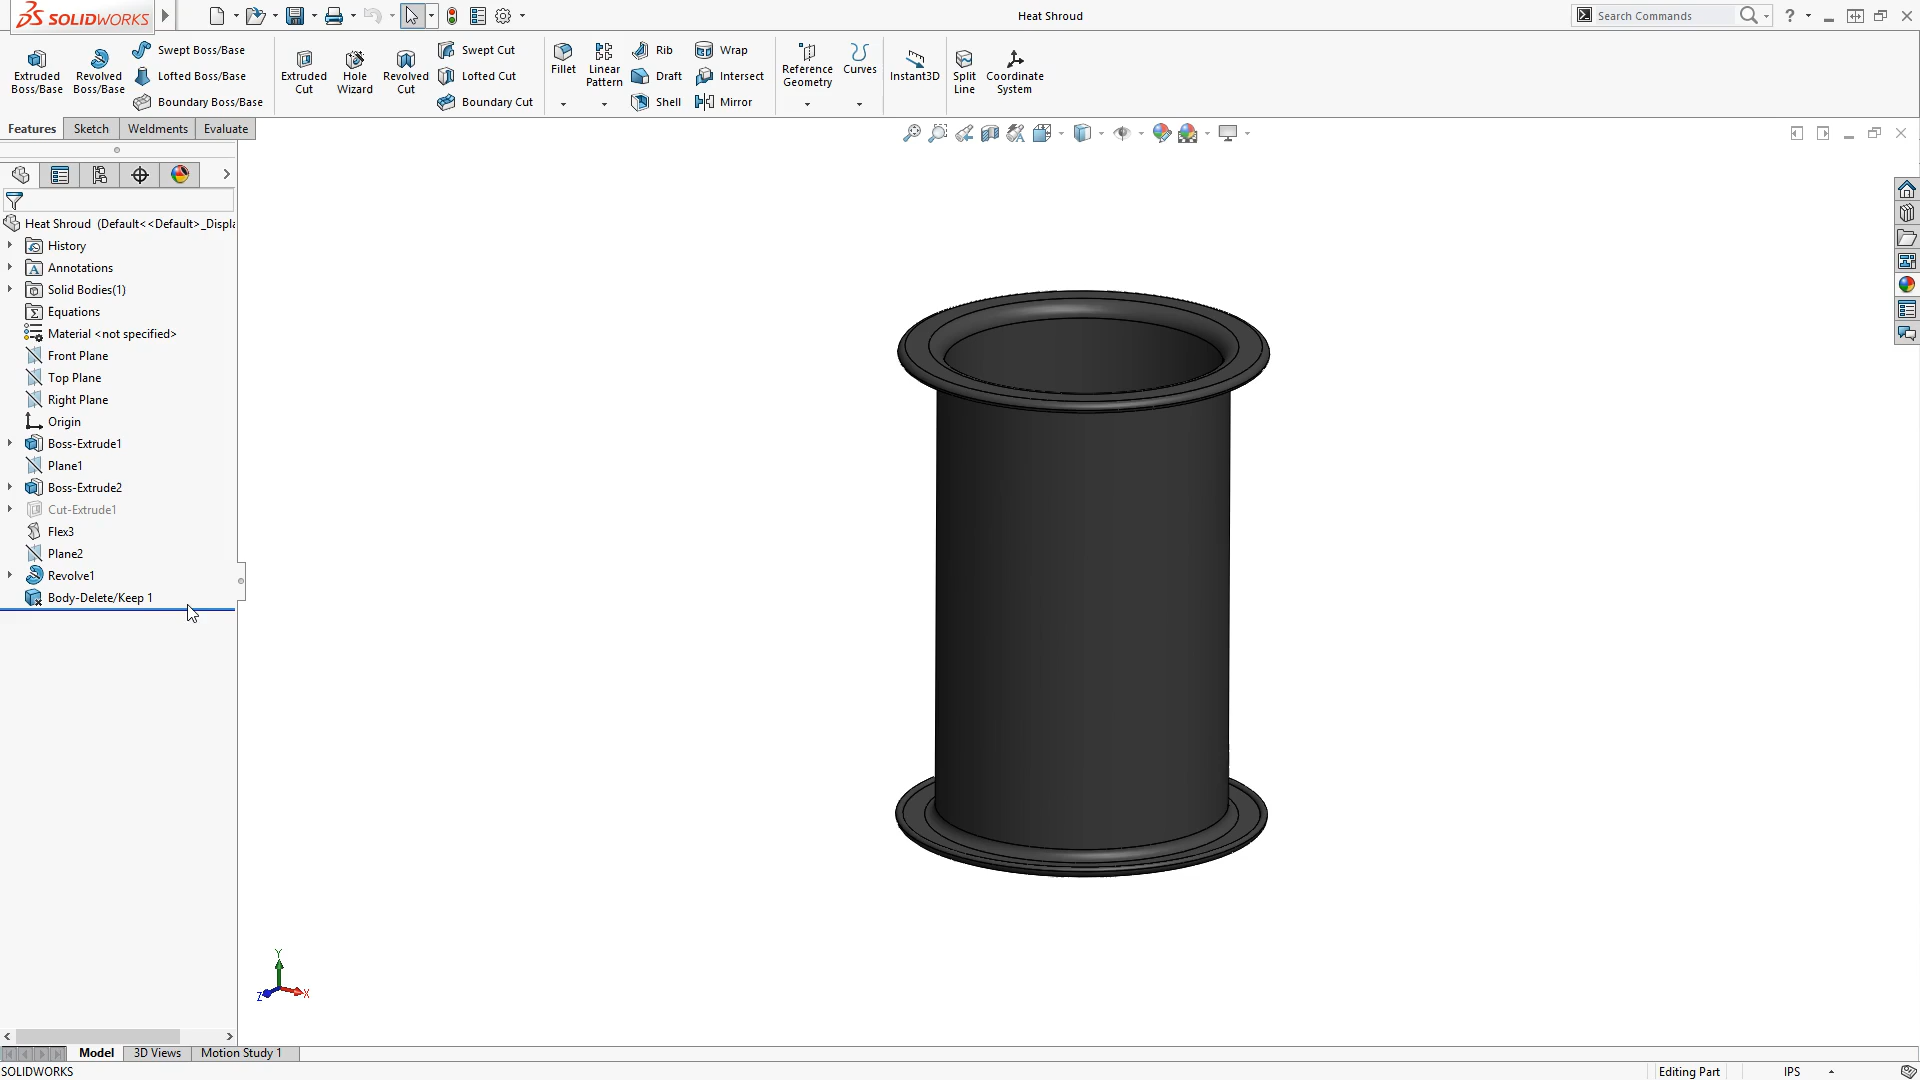 SOLIDWORKS
Heat Shroud
Search Commands
?
Extruded Boss/Base
Revolved Boss/Base
Swept Boss/Base
Lofted Boss/Base
Boundary Boss/Base
Extruded Cut
Hole Wizard
Revolved Cut
Swept Cut
Lofted Cut
Boundary Cut
Fillet
Linear Pattern
Rib
Draft
Shell
Wrap
Intersect
Mirror
Reference Geometry
Curves
Instant3D
Split Line
Coordinate System
Features
Sketch
Weldments
Evaluate
Heat Shroud (Default<<Default>_Displa
History
Annotations
Solid Bodies(1)
Equations
Material <not specified>
Front Plane
Top Plane
Right Plane
Origin
Boss-Extrude1
Plane1
Boss-Extrude2
Cut-Extrude1
Flex3
Plane2
Revolve1
Body-Delete/Keep 1
Y
Z
X
Model
3D Views
Motion Study 1
SOLIDWORKS
Editing Part
IPS